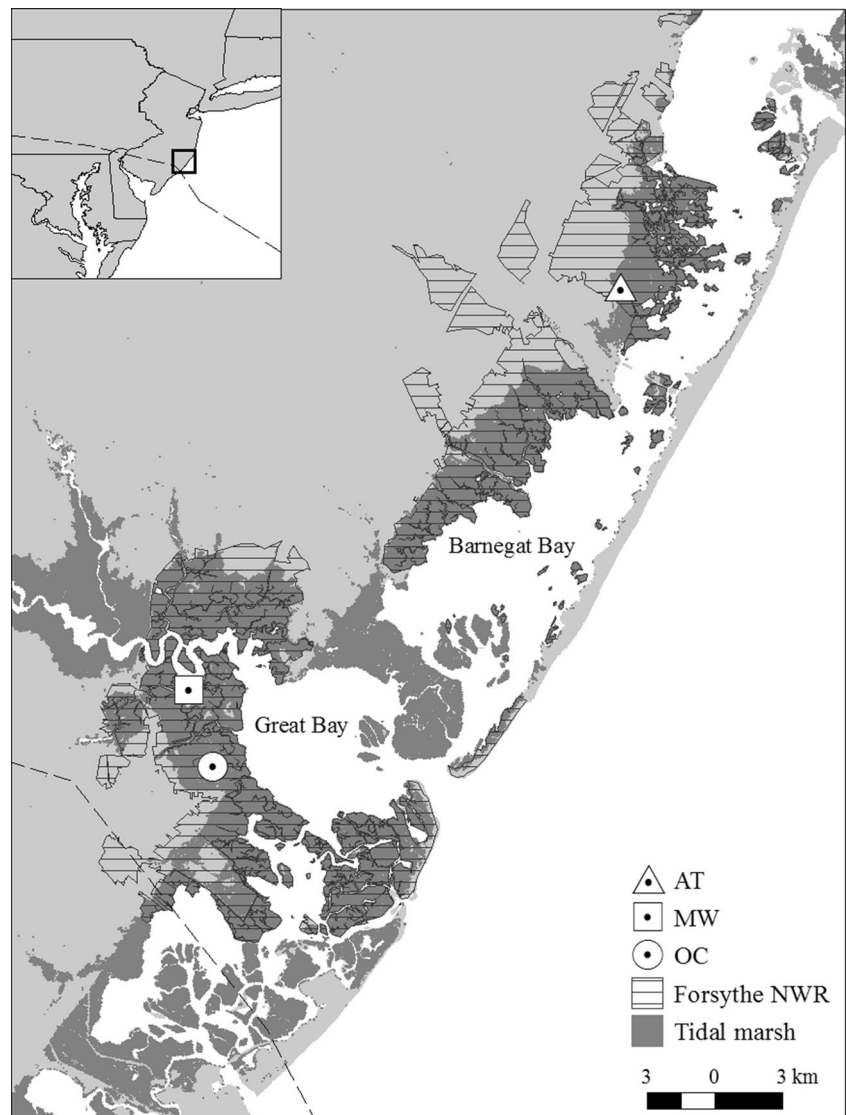 Barnegat Bay
Great Bay
AT
MW
OC
Forsythe NWR
Tidal marsh
3 0 3 km